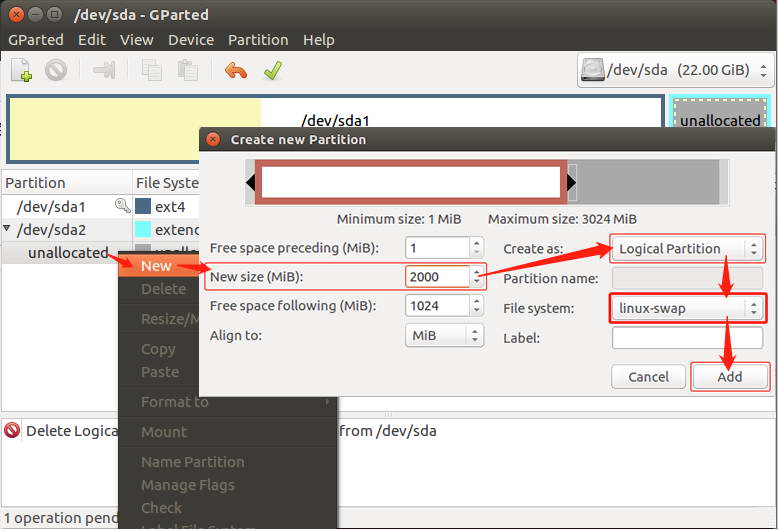 /dev/sda - GParted
GParted Edit View Device Partition Help
/dev/sda (22.00 GiB)
/dev/sda1
unallocated
Create new Partition
Minimum size: 1 MiB Maximum size: 3024 MiB
Free space preceding (MiB): 1 Create as: Logical Partition
New size (MiB): 2000 Partition name:
Free space following (MiB): 1024 File system: linux-swap
Align to: MiB Label:
Cancel Add
Partition File Syste
/dev/sda1 ext4
/dev/sda2 extend
unallocated
New
Delete
Resize/M
Copy
Paste
Format to
Mount
Name Partition
Manage Flags
Check
Label File System
Delete Logica from /dev/sda
1 operation pend